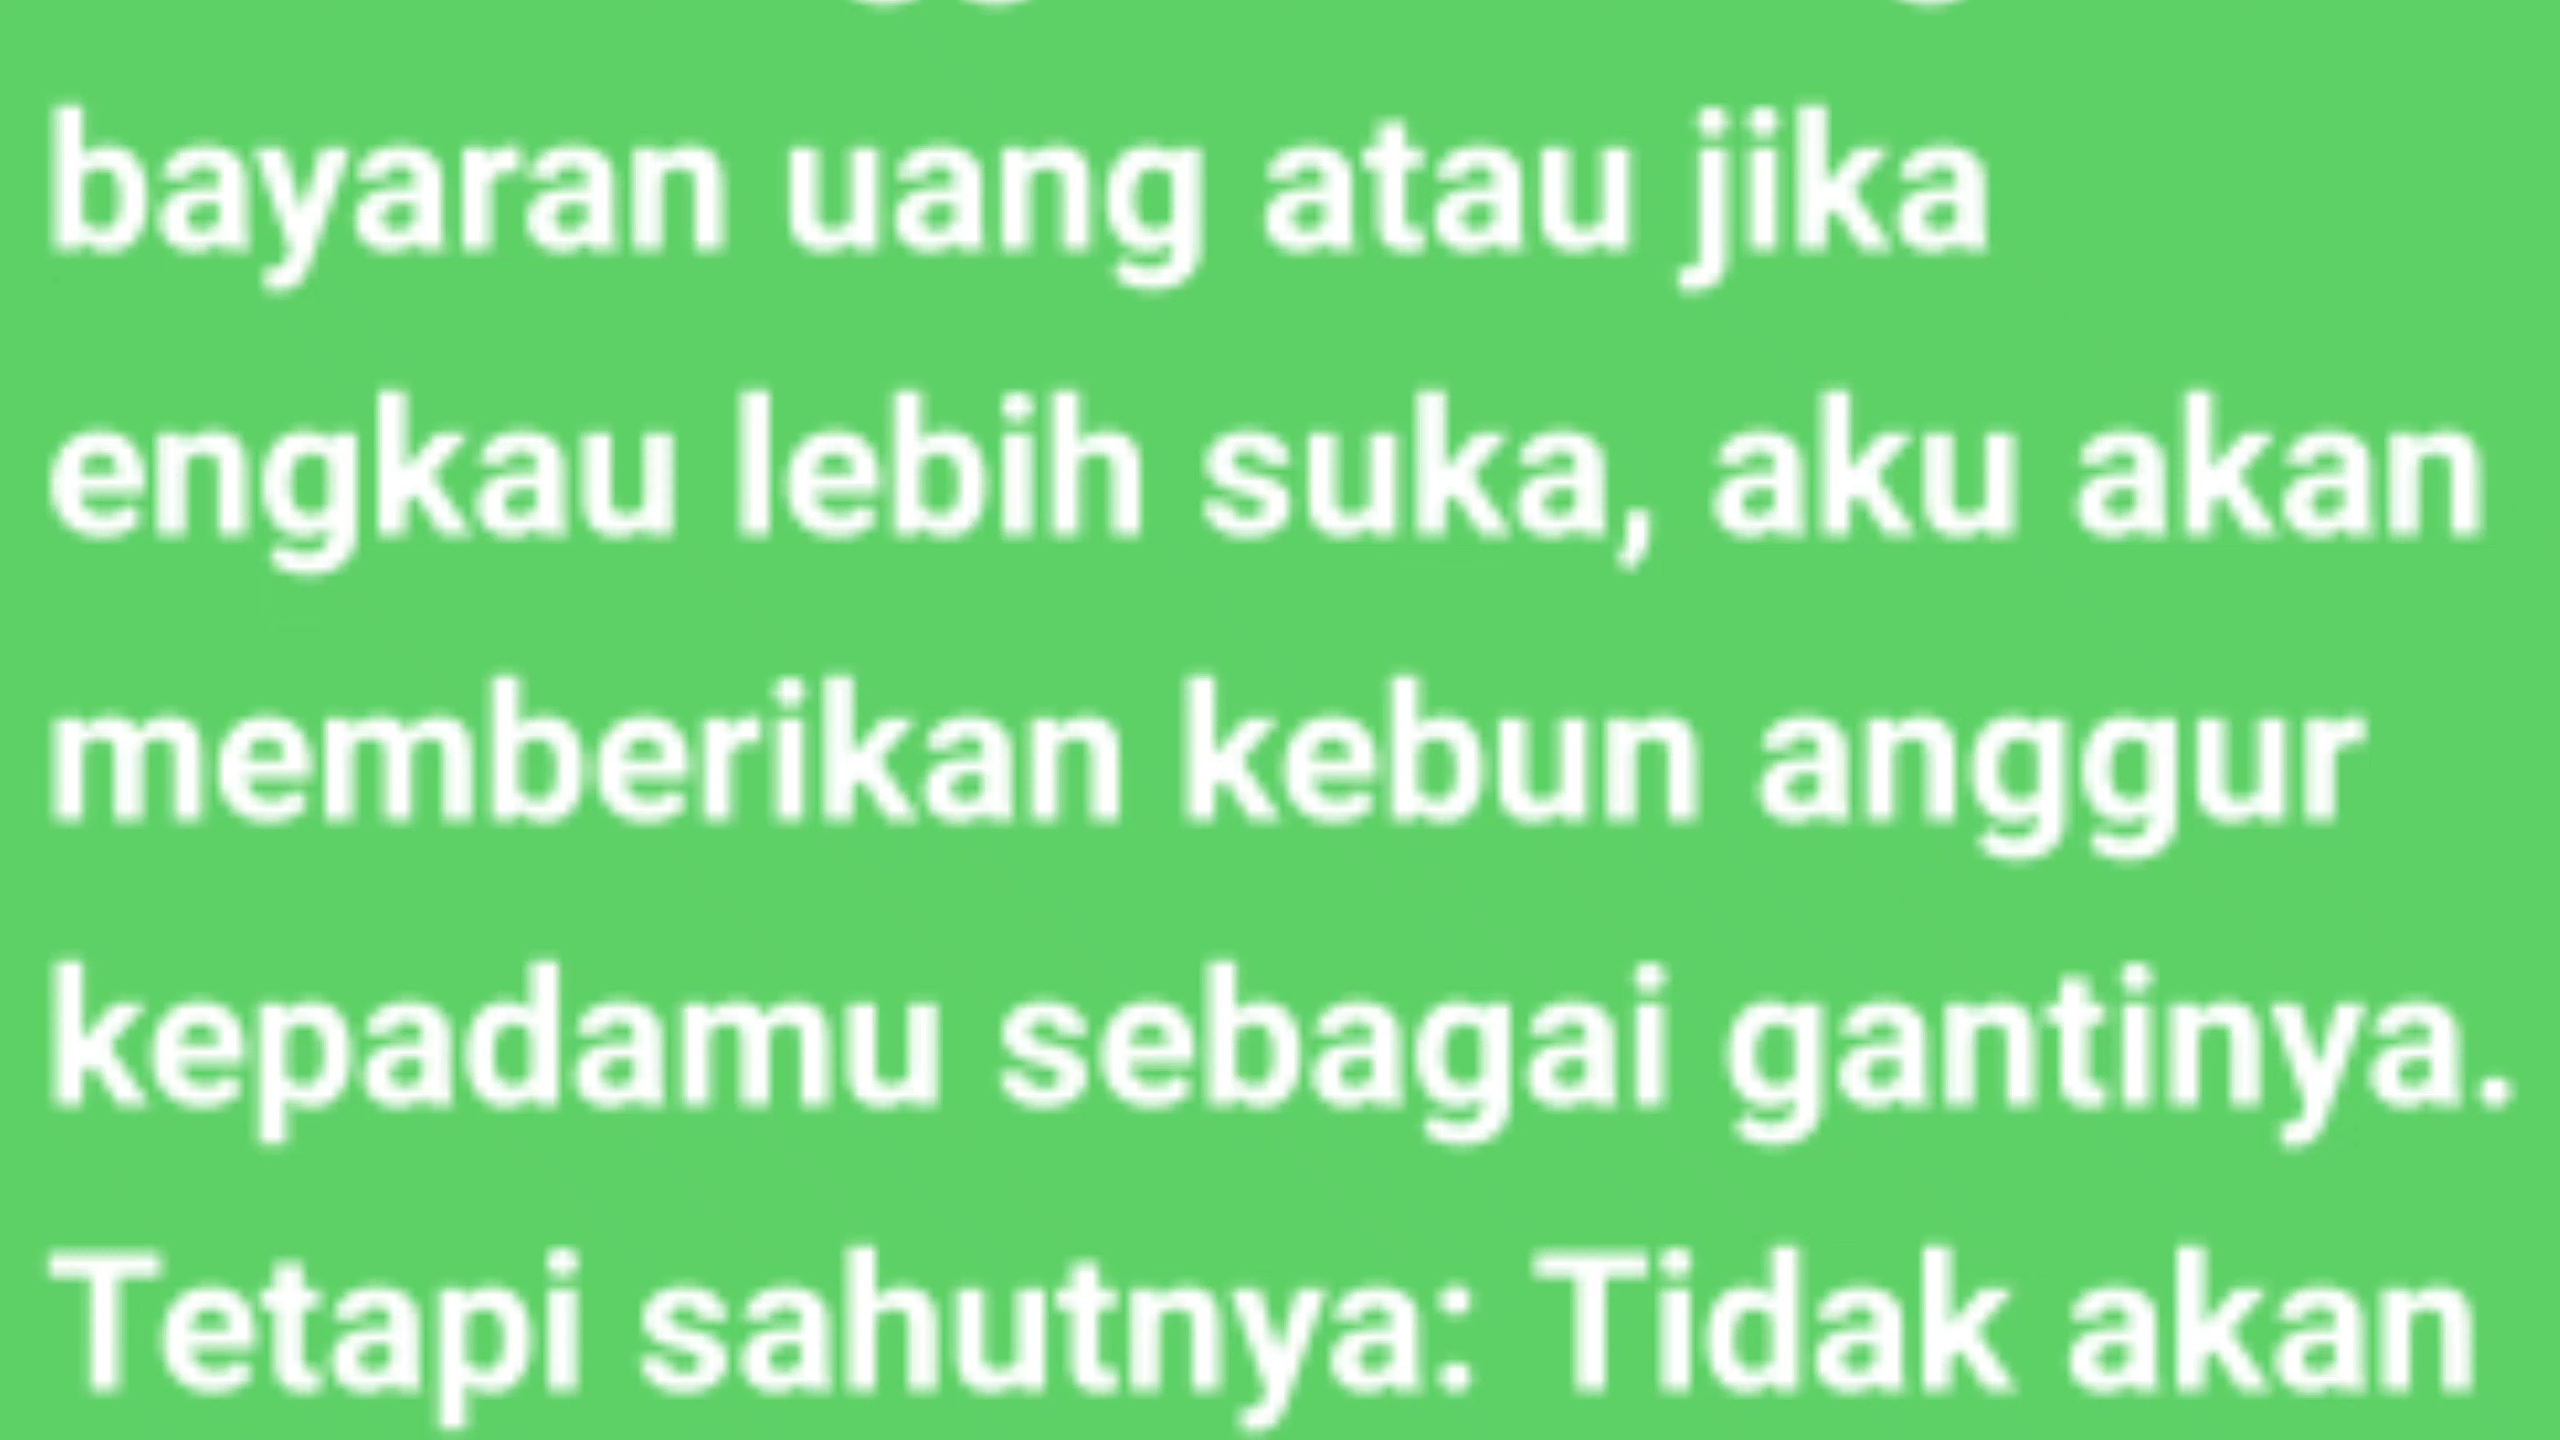 bayaran uang atau jika
engkau lebih suka, aku akan
memberikan kebun anggur
kepadamu sebagai gantinya.
Tetapi sahutnya: Tidak akan